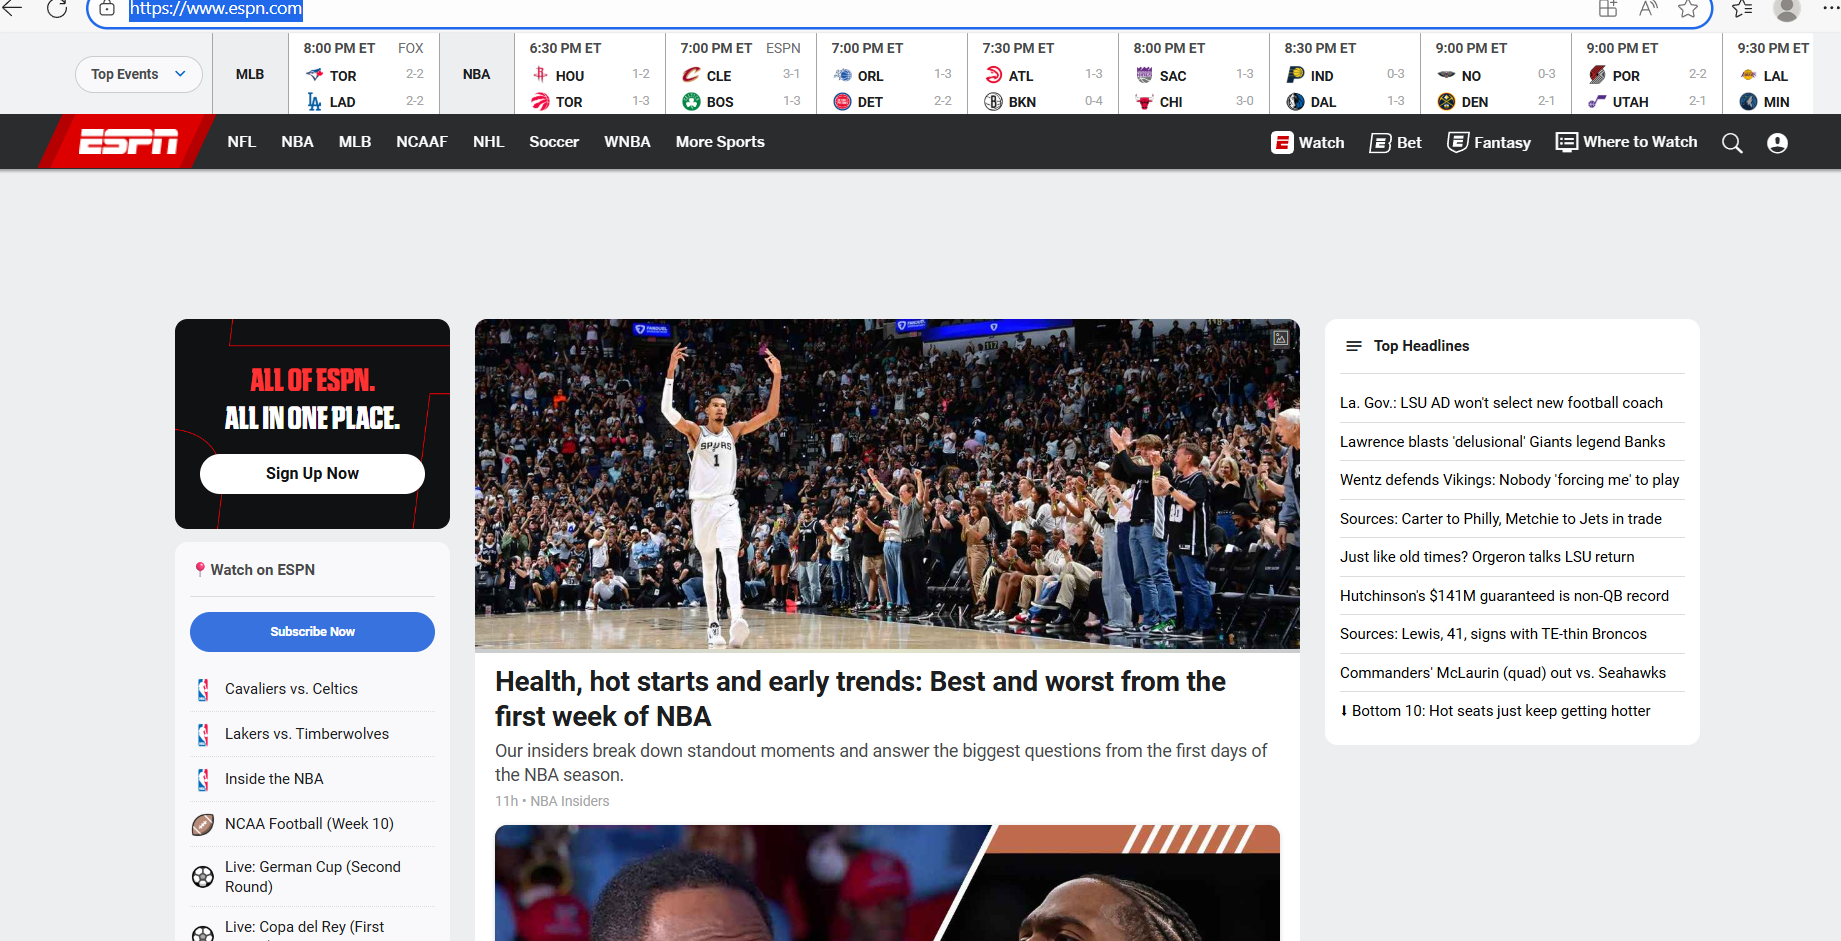 https://www.espn.com
Top Events
MLB
8:00 PM ET FOX
TOR 2-2
LAD 2-2
NBA
6:30 PM ET
HOU 1-2
TOR 1-3
7:00 PM ET ESPN
CLE 3-1
BOS 1-3
7:00 PM ET
ORL 1-3
DET 2-2
7:30 PM ET
ATL 1-3
BKN 0-4
8:00 PM ET
SAC 1-3
CHI 3-0
8:30 PM ET
IND 0-3
DAL 1-3
9:00 PM ET
NO 0-3
DEN 2-1
9:00 PM ET
POR 2-2
UTAH 2-1
9:30 PM ET
LAL
MIN
ESPN NFL NBA MLB NCAAF NHL Soccer WNBA More Sports Watch Bet Fantasy Where to Watch
ALL OF ESPN.
ALL IN ONE PLACE.
Sign Up Now
Watch on ESPN
Subscribe Now
Cavaliers vs. Celtics
Lakers vs. Timberwolves
Inside the NBA
NCAA Football (Week 10)
Live: German Cup (Second
Round)
Live: Copa del Rey (First
SPURS
1
Health, hot starts and early trends: Best and worst from the
first week of NBA
Our insiders break down standout moments and answer the biggest questions from the first days of
the NBA season.
11h • NBA Insiders
Top Headlines
La. Gov.: LSU AD won't select new football coach
Lawrence blasts 'delusional' Giants legend Banks
Wentz defends Vikings: Nobody 'forcing me' to play
Sources: Carter to Philly, Metchie to Jets in trade
Just like old times? Orgeron talks LSU return
Hutchinson's $141M guaranteed is non-QB record
Sources: Lewis, 41, signs with TE-thin Broncos
Commanders' McLaurin (quad) out vs. Seahawks
⬇ Bottom 10: Hot seats just keep getting hotter